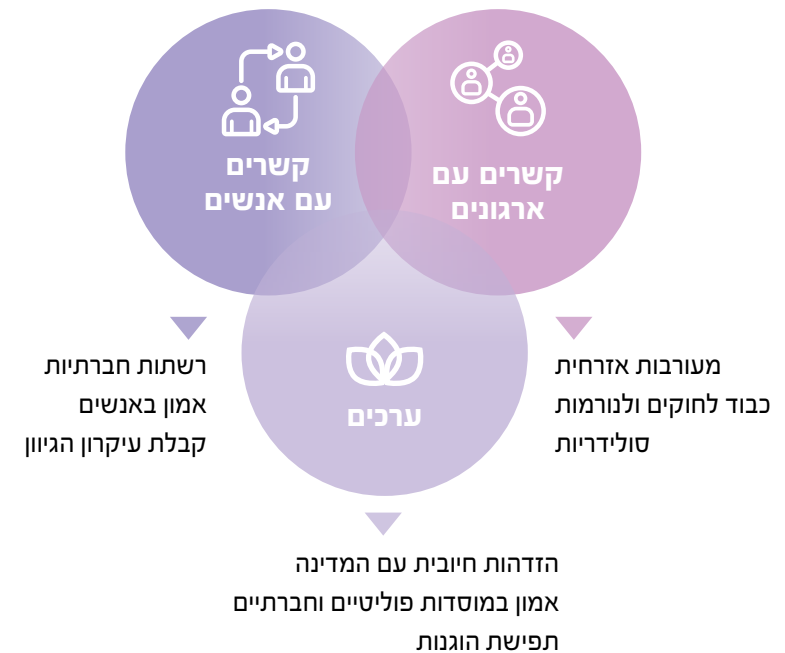 קשרים עם
ארגונים
קשרים
עם אנשים
ערכים
מעורבות אזרחית
כבוד לחוקים ולנורמות
סולידריות
רשתות חברתיות
אמון באנשים
קבלת עיקרון הגיוון
הזדהות חיובית עם המדינה
אמון במוסדות פוליטיים וחברתיים
תפישת הוגנות